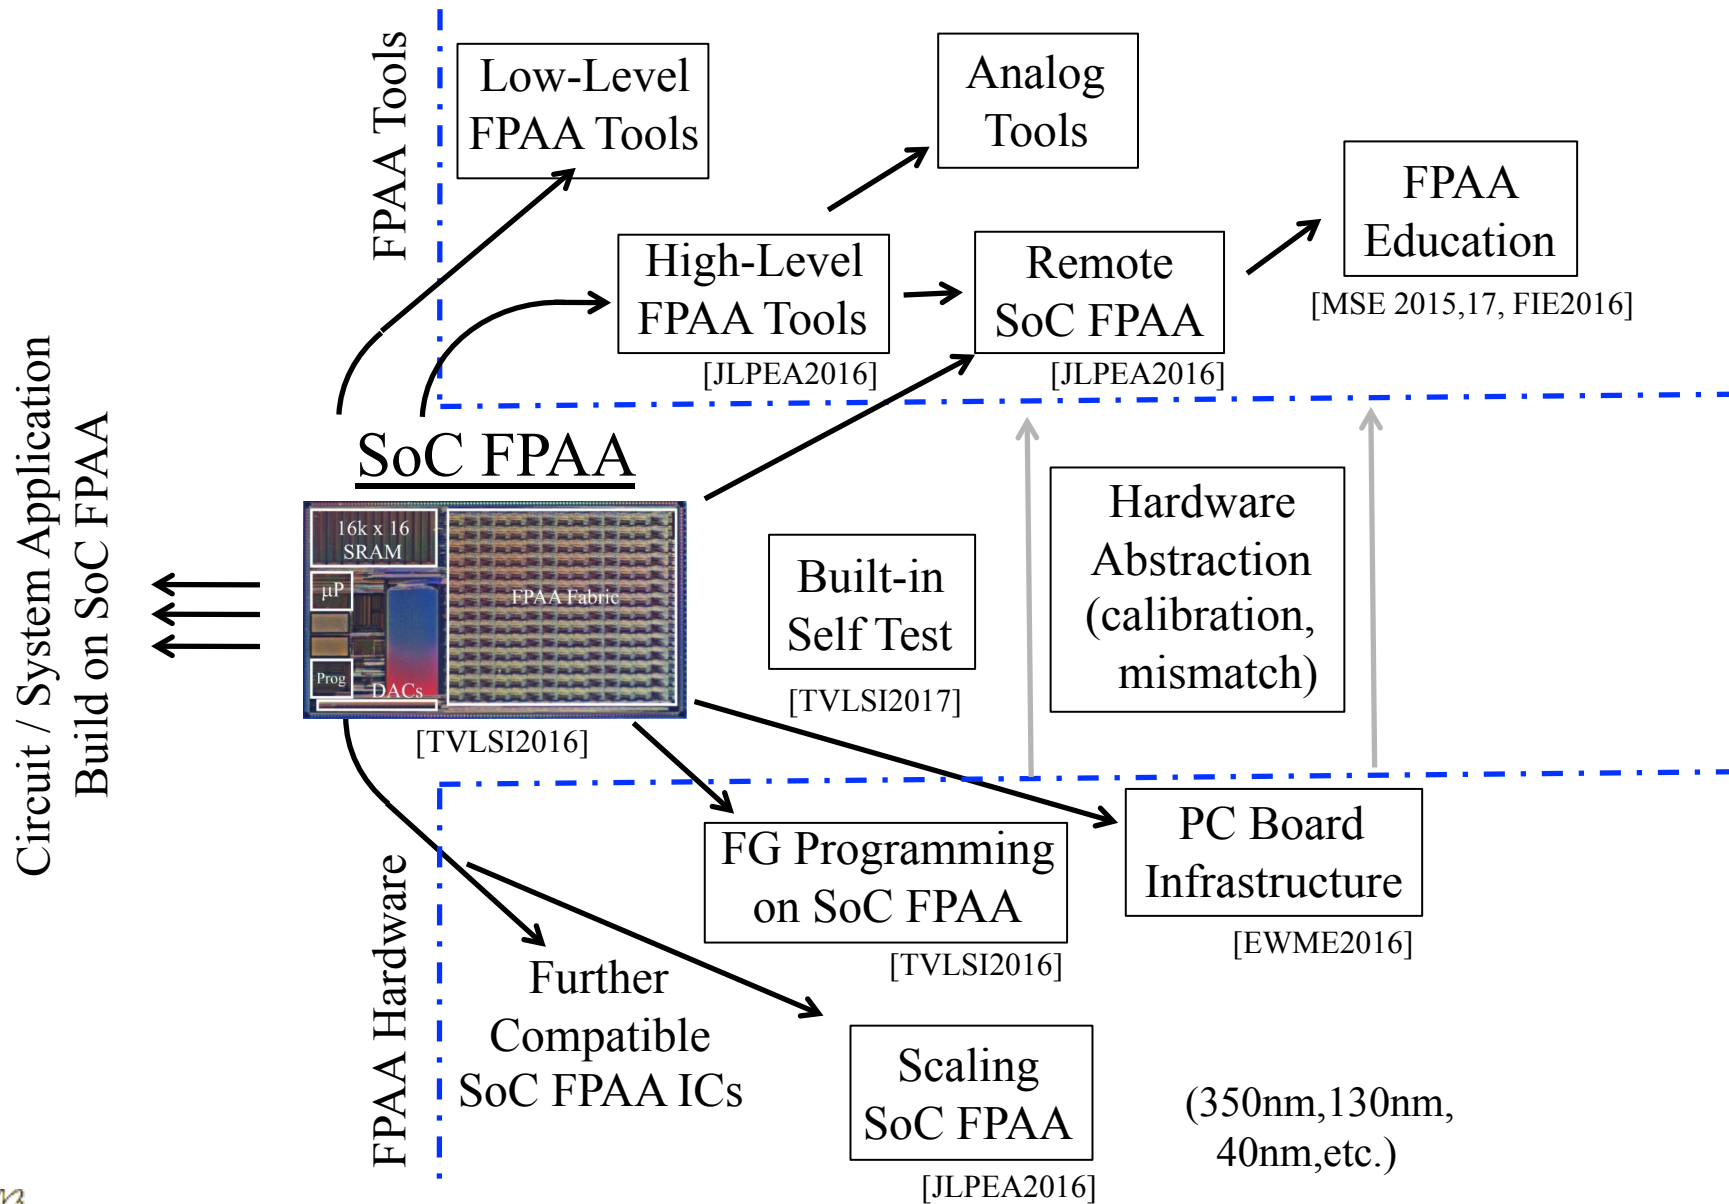 FPAA Tools
Low-Level
FPAA Tools
Analog
Tools
FPAA
Education
[MSE 2015,17, FIE2016]
High-Level
FPAA Tools
[JLPEA2016]
Remote
SoC FPAA
[JLPEA2016]
Circuit / System Application
Build on SoC FPAA
SoC FPAA
16k x 16
SRAM
μP
FPAA Fabric
Prog
DACs
[TVLSI2016]
Built-in
Self Test
[TVLSI2017]
Hardware
Abstraction
(calibration,
mismatch)
FPAA Hardware
FG Programming
on SoC FPAA
[TVLSI2016]
PC Board
Infrastructure
[EWME2016]
Further
Compatible
SoC FPAA ICs
Scaling
SoC FPAA
[JLPEA2016]
(350nm,130nm,
40nm,etc.)